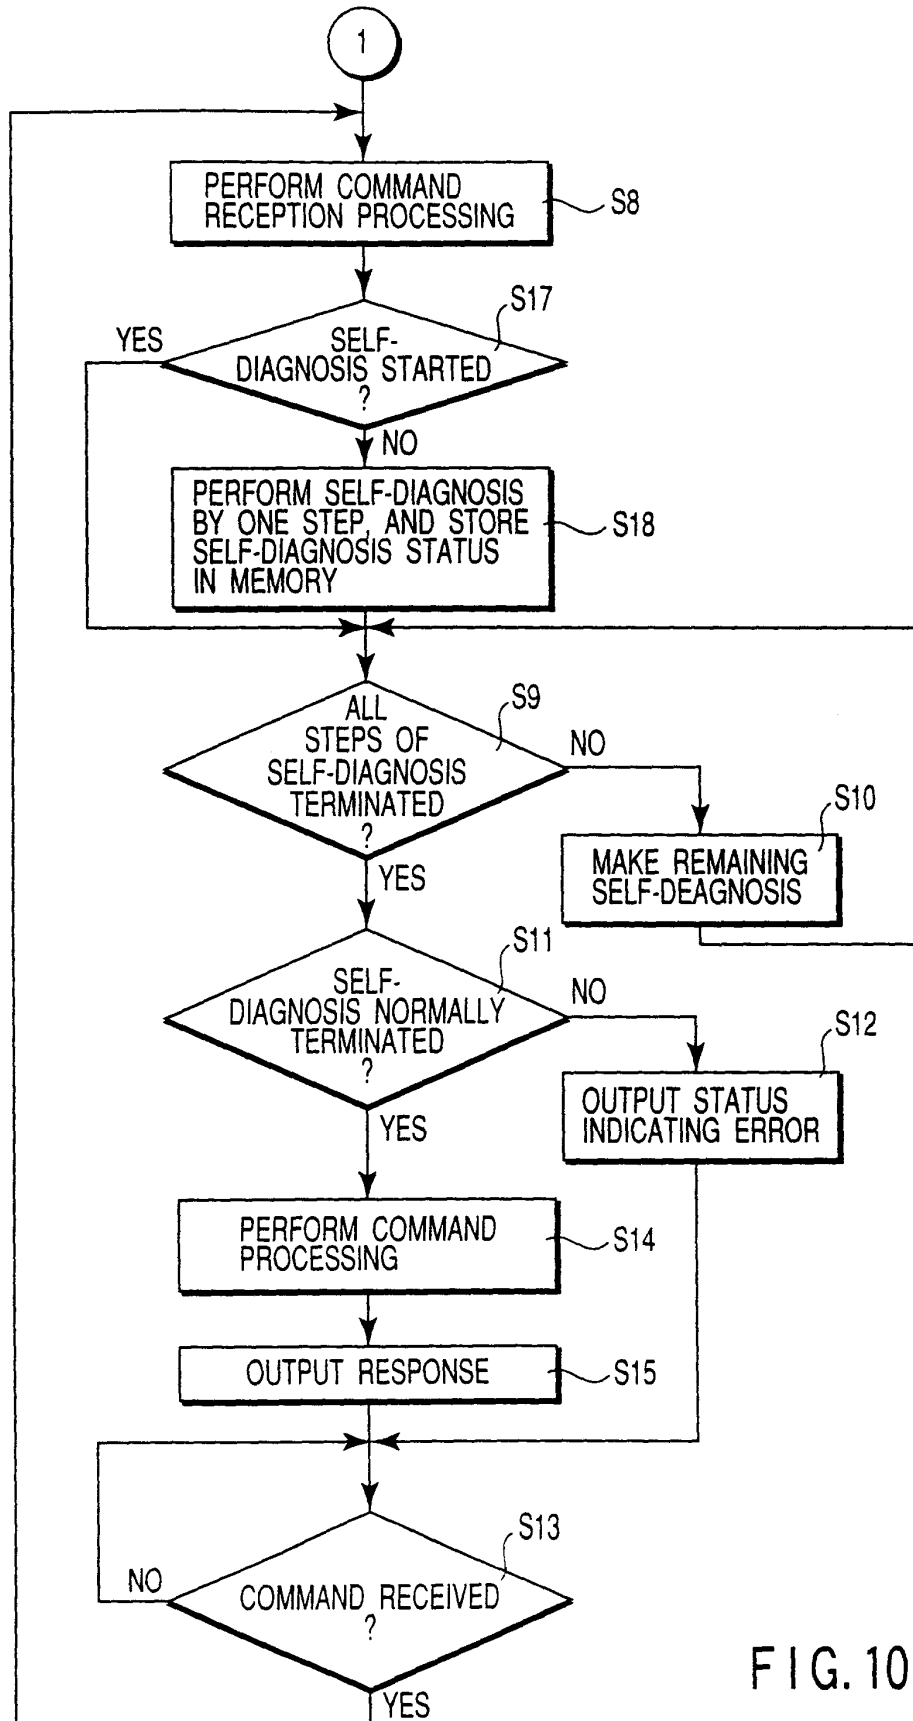 1
PERFORM COMMAND
RECEPTION PROCESSING
S8
S17
YES
SELF-
DIAGNOSIS STARTED
?
NO
PERFORM SELF-DIAGNOSIS
BY ONE STEP, AND STORE
SELF-DIAGNOSIS STATUS
IN MEMORY
S18
S9
ALL
STEPS OF
SELF-DIAGNOSIS
TERMINATED
?
NO
YES
S10
MAKE REMAINING
SELF-DEAGNOSIS
S11
SELF-
DIAGNOSIS NORMALLY
TERMINATED
?
NO
YES
S12
OUTPUT STATUS
INDICATING ERROR
PERFORM COMMAND
PROCESSING
S14
OUTPUT RESPONSE
S15
S13
NO
COMMAND RECEIVED
?
YES
FIG. 10